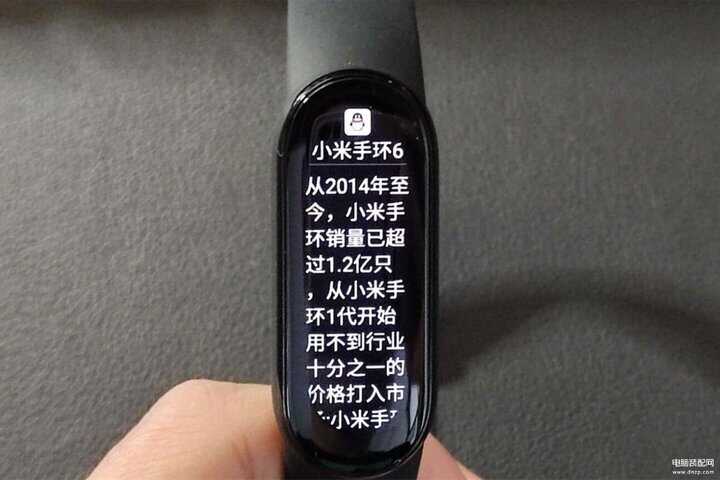 小米手环6
从2014年至
今，小米手
环销量已超
过1.2亿只
，从小米手
环1代开始
用不到行业
十分之一的
价格打入市
小米手
电脑装配网
www.dnzp.com